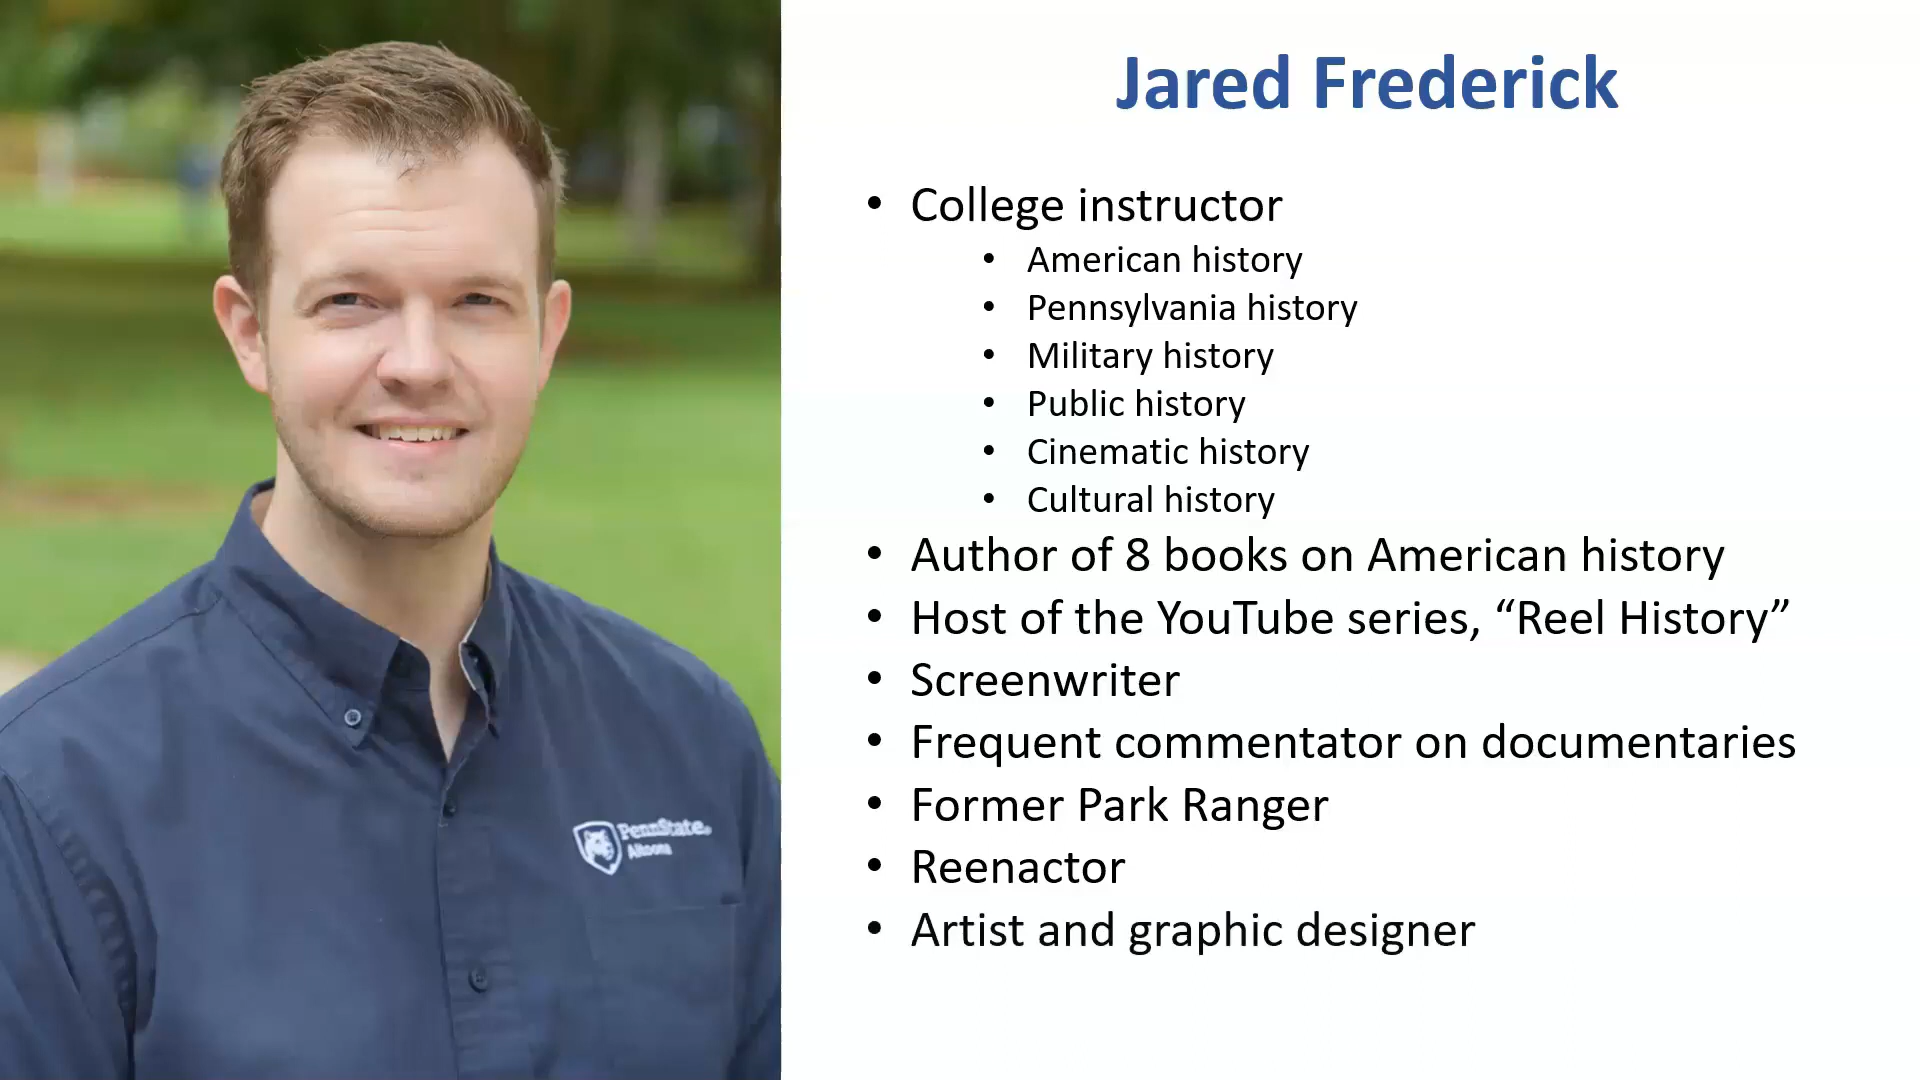 Jared Frederick
• College instructor
• American history
• Pennsylvania history
• Military history
• Public history
• Cinematic history
• Cultural history
• Author of 8 books on American history
• Host of the YouTube series, “Reel History”
• Screenwriter
• Frequent commentator on documentaries
• Former Park Ranger
• Reenactor
• Artist and graphic designer
PennState
Altoona